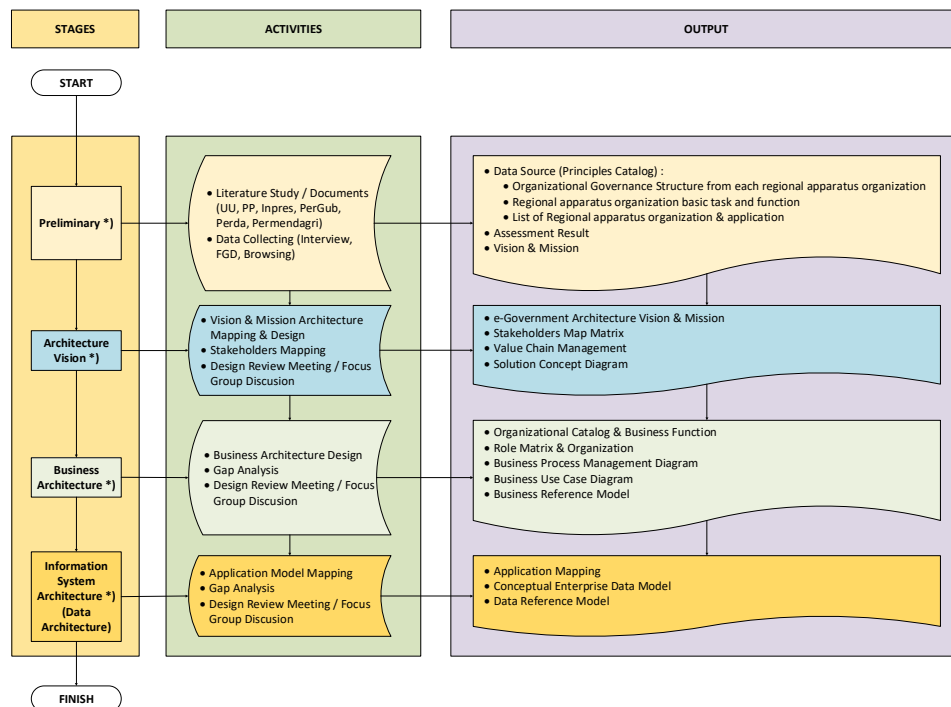 STAGES
ACTIVITIES
OUTPUT
START
Preliminary *)
• Literature Study / Documents
(UU, PP, Inpres, PerGub,
Perda, Permendagri)
• Data Collecting (Interview,
FGD, Browsing)
• Data Source (Principles Catalog) :
• Organizational Governance Structure from each regional apparatus organization
• Regional apparatus organization basic task and function
• List of Regional apparatus organization & application
• Assessment Result
• Vision & Mission
Architecture
Vision *)
• Vision & Mission Architecture
Mapping & Design
• Stakeholders Mapping
• Design Review Meeting / Focus
Group Discusion
• e-Government Architecture Vision & Mission
• Stakeholders Map Matrix
• Value Chain Management
• Solution Concept Diagram
Business
Architecture *)
• Business Architecture Design
• Gap Analysis
• Design Review Meeting / Focus
Group Discusion
• Organizational Catalog & Business Function
• Role Matrix & Organization
• Business Process Management Diagram
• Business Use Case Diagram
• Business Reference Model
Information
System
Architecture *)
(Data
Architecture)
• Application Model Mapping
• Gap Analysis
• Design Review Meeting / Focus
Group Discusion
• Application Mapping
• Conceptual Enterprise Data Model
• Data Reference Model
FINISH